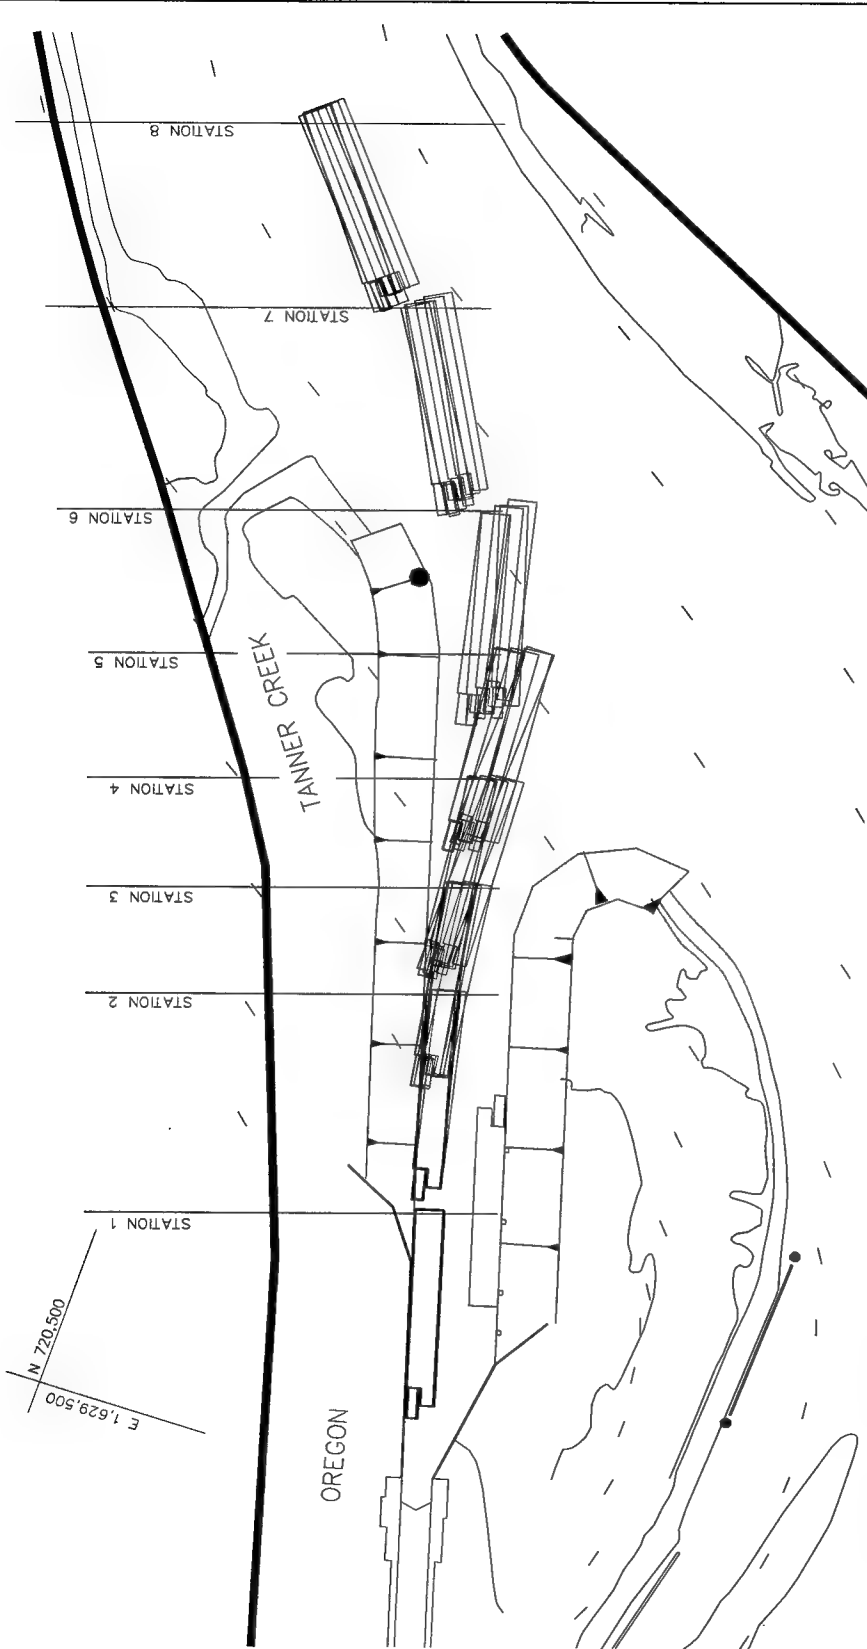 STATION 8
STATION 7
STATION 6
STATION 5
TANNER CREEK
STATION 4
STATION 3
STATION 2
STATION 1
N 720,500
E 1,629,500
OREGON